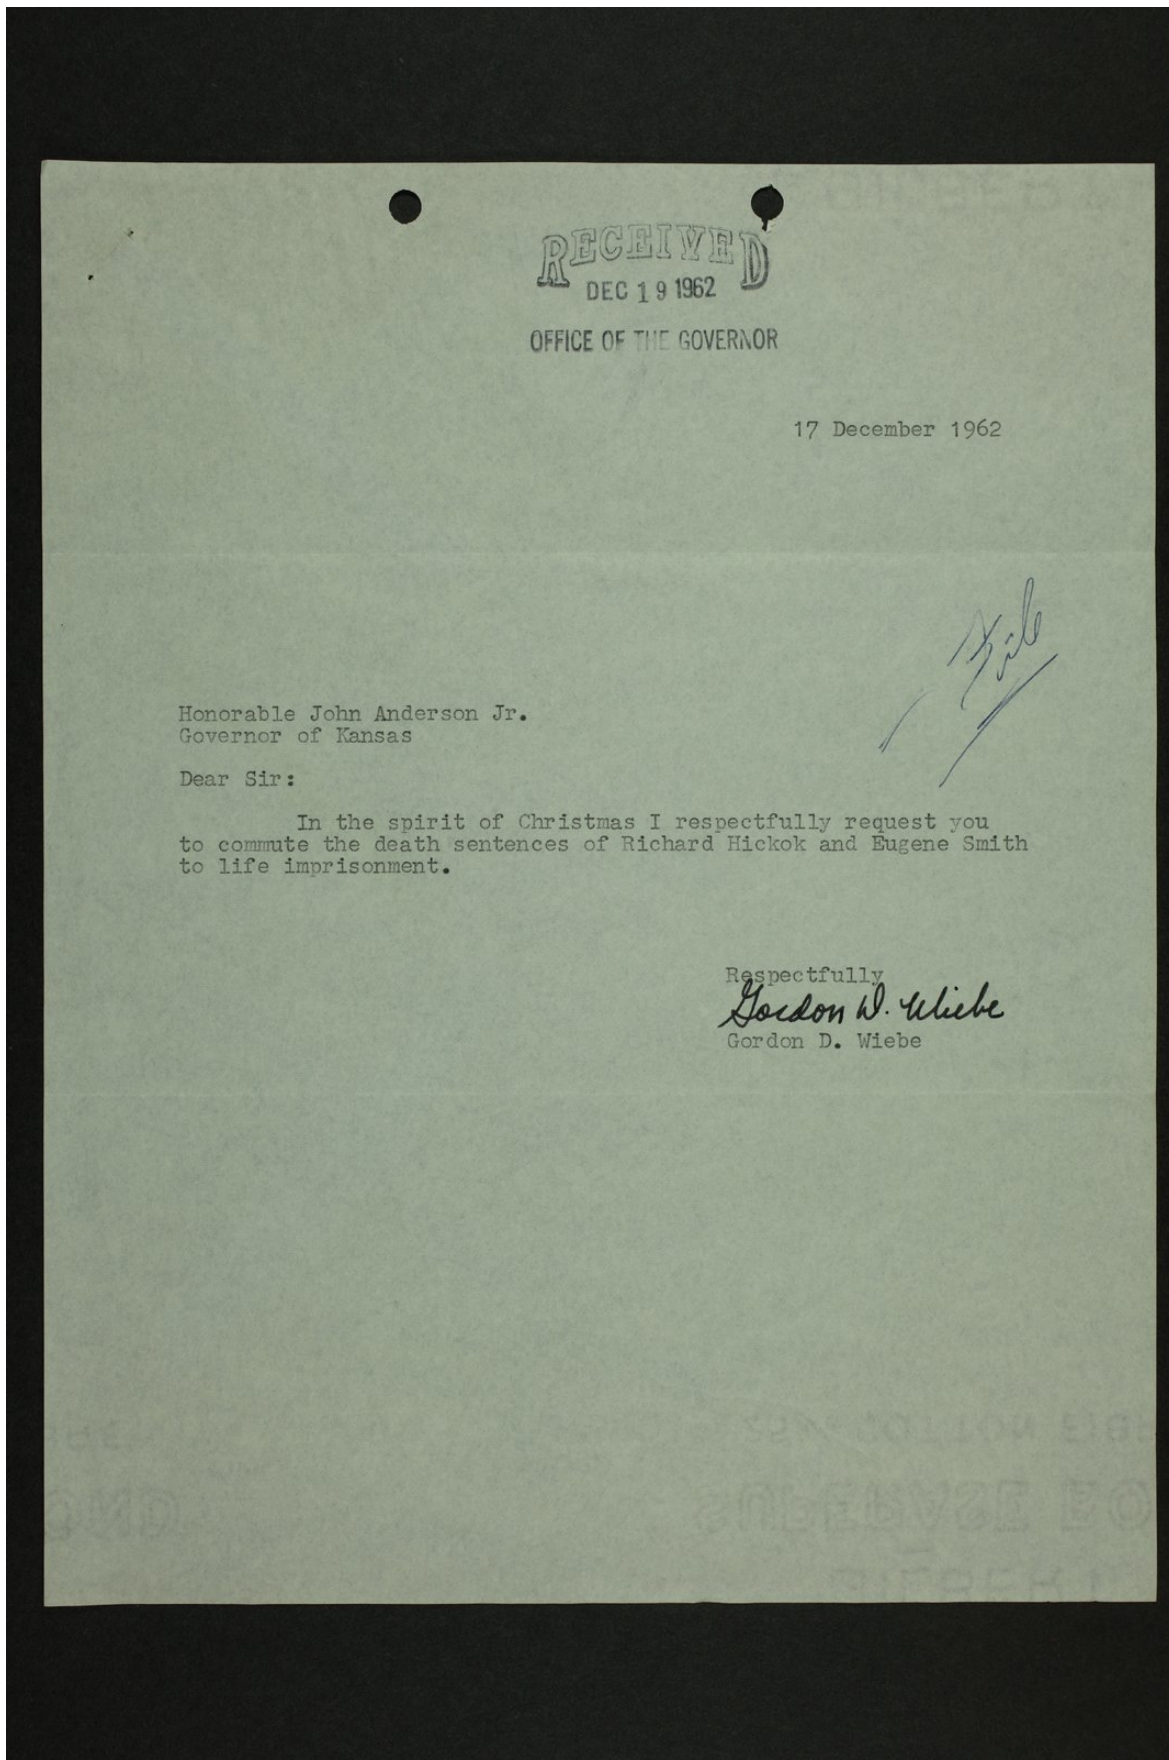 RECEIVED
DEC 19 1962
OFFICE OF THE GOVERNOR
17 December 1962
File
Honorable John Anderson Jr.
Governor of Kansas
Dear Sir:
In the spirit of Christmas I respectfully request you
to commute the death sentences of Richard Hickok and Eugene Smith
to life imprisonment.
Respectfully
Gordon D. Wiebe
Gordon D. Wiebe